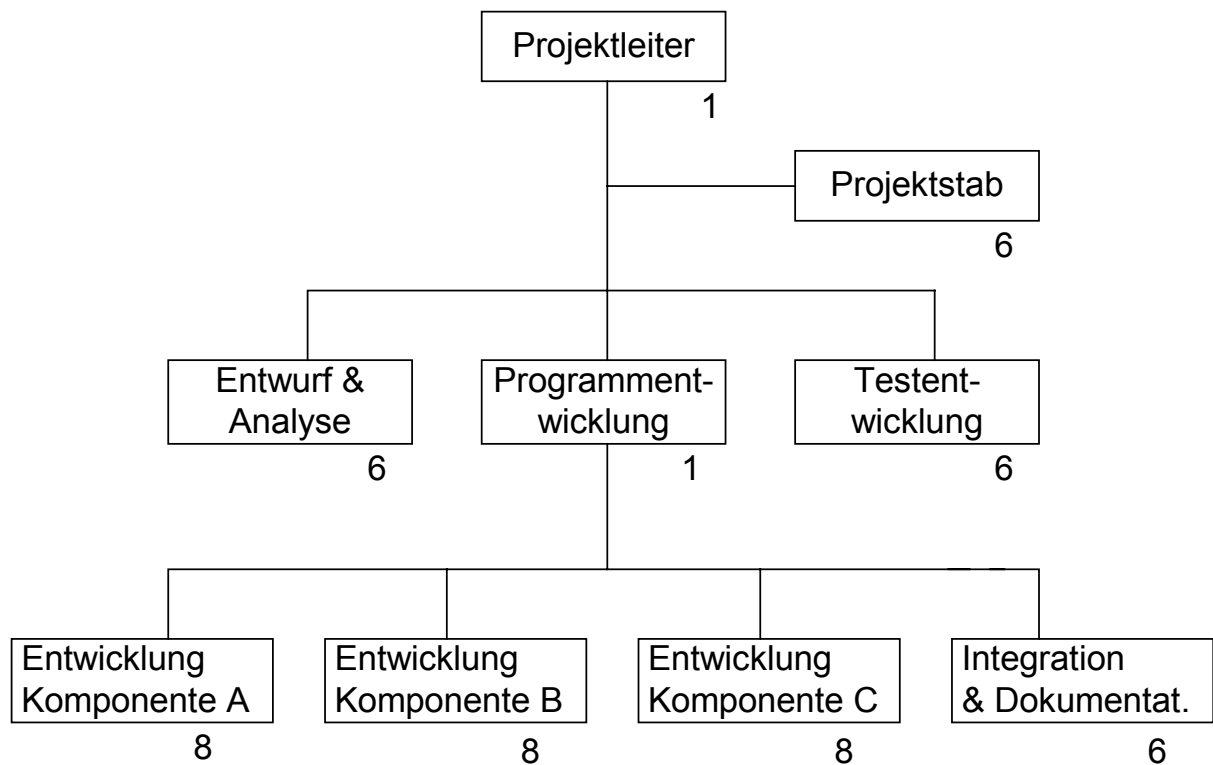 Projektleiter
1
Projektstab
6
Entwurf &
Analyse
6
Programment-
wicklung
1
Testent-
wicklung
6
Entwicklung
Komponente A
8
Entwicklung
Komponente B
8
Entwicklung
Komponente C
8
Integration
& Dokumentat.
6